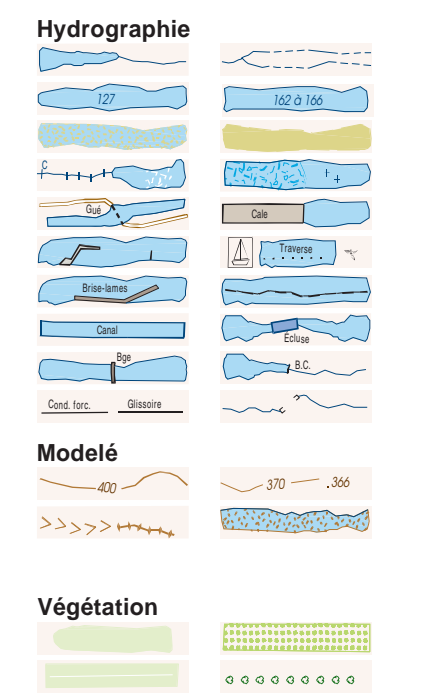 Hydrographie
127
162 à 166
C
Gué
Cale
Traverse
Brise-lames
Canal
Écluse
Bge
B.C.
Cond. forc.
Glissoire
Modelé
400
370
.366
Végétation